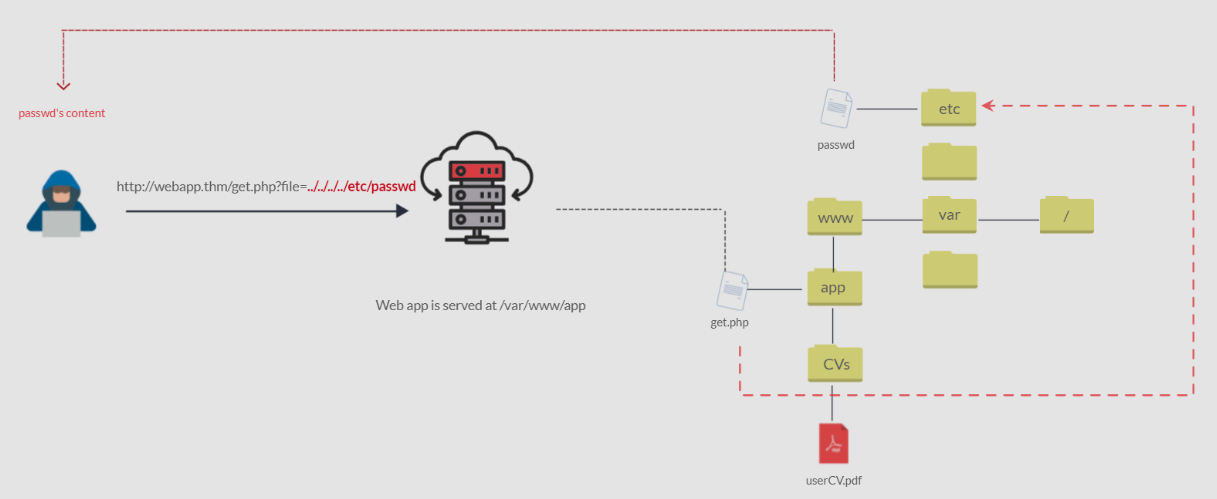 passwd's content
http://webapp.thm/get.php?file=../../../../etc/passwd
Web app is served at /var/www/app
passwd
etc
www
var
/
get.php
app
CVs
userCV.pdf